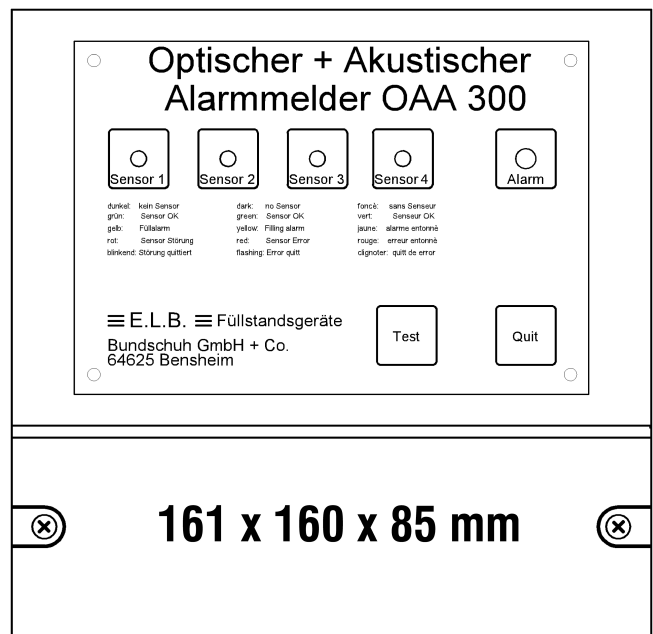 Optischer + Akustischer
Alarmmelder OAA 300
Sensor 1 Sensor 2 Sensor 3 Sensor 4 Alarm
dunkel: kein Sensor dark: no Sensor foncè: sans Senseur
grün: Sensor OK green: Sensor OK vert: Senseur OK
gelb: Füllalarm yellow: Filling alarm jaune: alarme entonnè
rot: Sensor Störung red: Sensor Error rouge: erreur entonnè
blinkend: Störung quittiert flashing: Error quitt clignoter: quitt de error
E.L.B. Füllstandsgeräte
Bundschuh GmbH + Co.
64625 Bensheim
Test Quit
161 x 160 x 85 mm